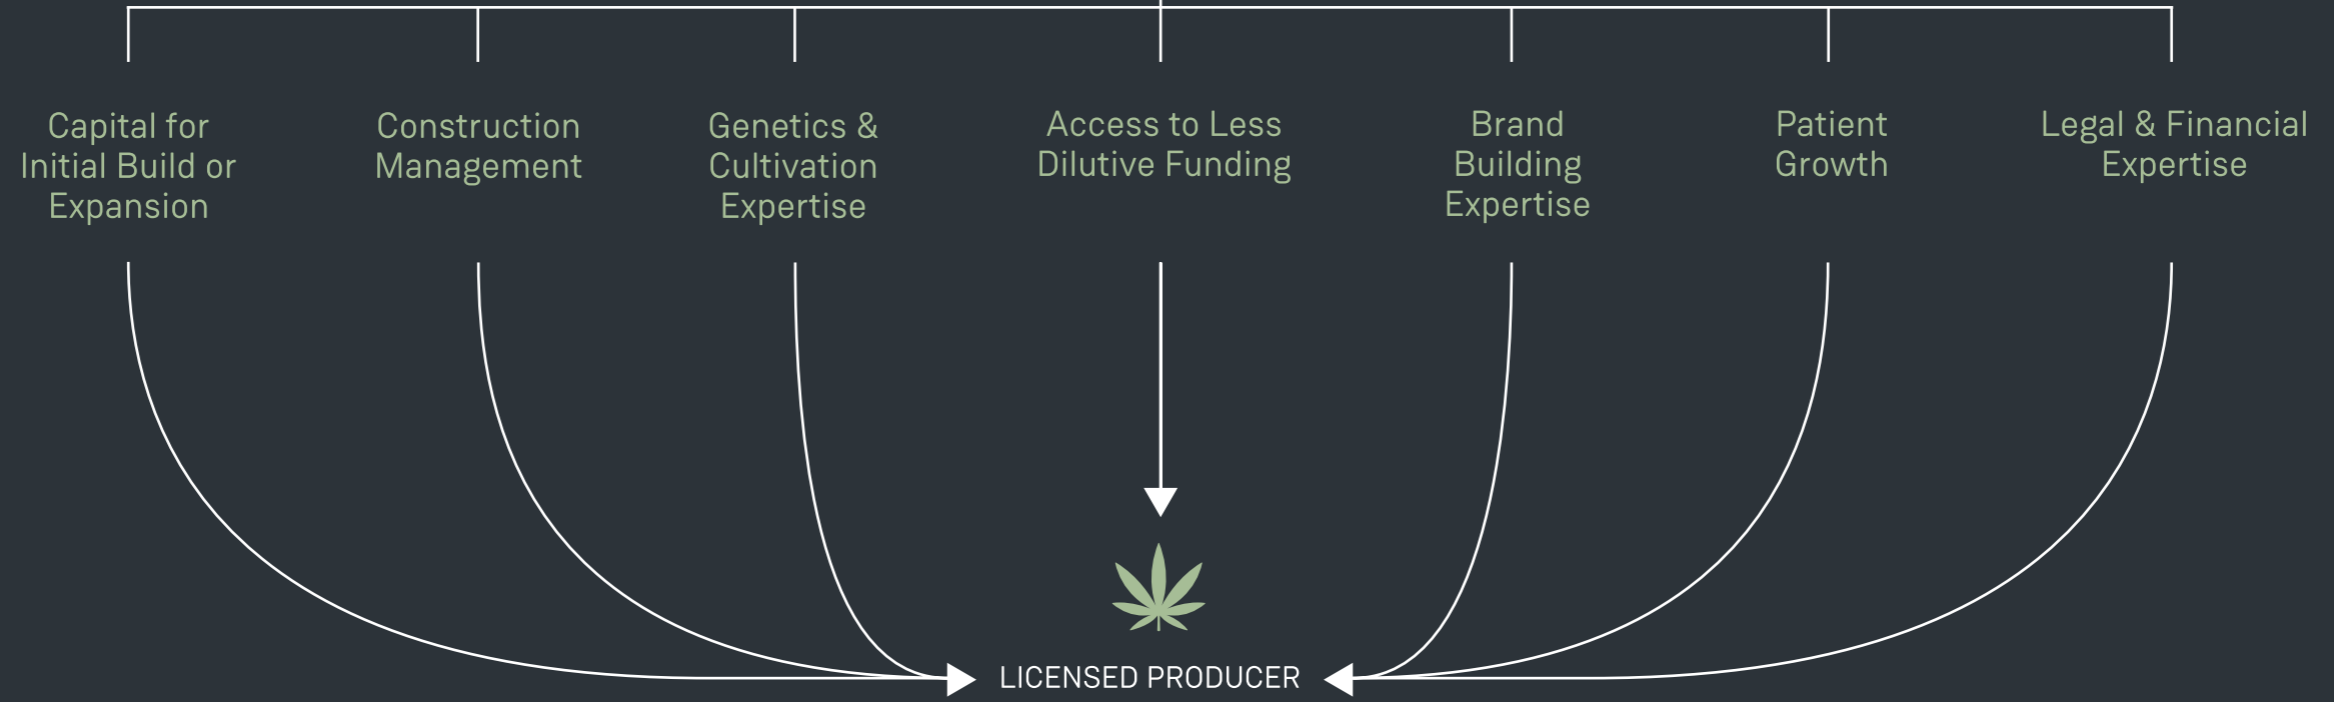 Capital for
Initial Build or
Expansion
Construction
Management
Genetics &
Cultivation
Expertise
Access to Less
Dilutive Funding
Brand
Building
Expertise
Patient
Growth
Legal & Financial
Expertise
LICENSED PRODUCER